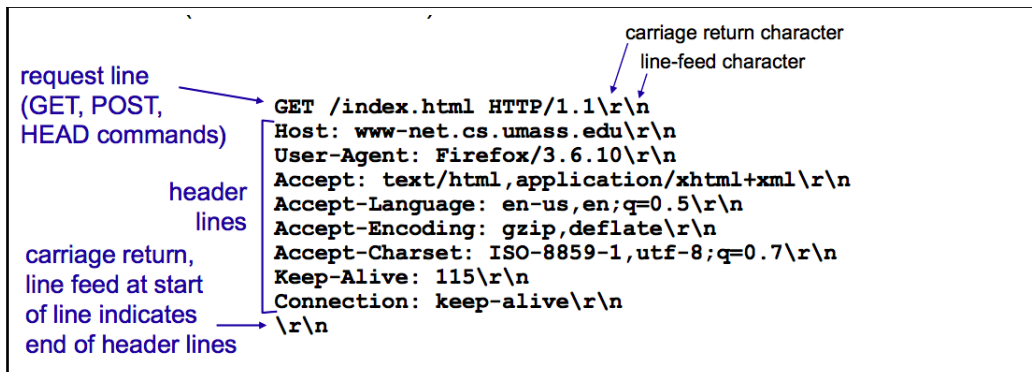 carriage return character
line-feed character
request line
(GET, POST,
HEAD commands)
GET /index.html HTTP/1.1\r\n
Host: www-net.cs.umass.edu\r\n
User-Agent: Firefox/3.6.10\r\n
Accept: text/html,application/xhtml+xml\r\n
Accept-Language: en-us,en;q=0.5\r\n
Accept-Encoding: gzip,deflate\r\n
Accept-Charset: ISO-8859-1,utf-8;q=0.7\r\n
Keep-Alive: 115\r\n
Connection: keep-alive\r\n
\r\n
header
lines
carriage return,
line feed at start
of line indicates
end of header lines